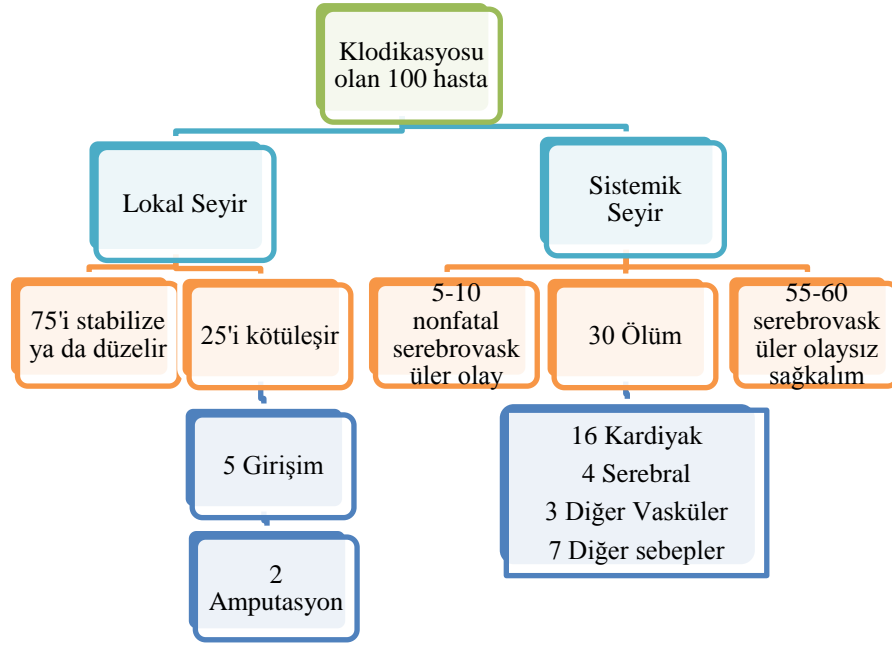 Klodikasyosu
olan 100 hasta
Lokal Seyir
Sistemik
Seyir
75'i stabilize
ya da düzelir
25'i kötüleşir
5-10
nonfatal
serebrovask
üler olay
30 Ölüm
55-60
serebrovask
üler olaysız
sağkalım
5 Girişim
2
Amputasyon
16 Kardiyak
4 Serebral
3 Diğer Vasküler
7 Diğer sebepler